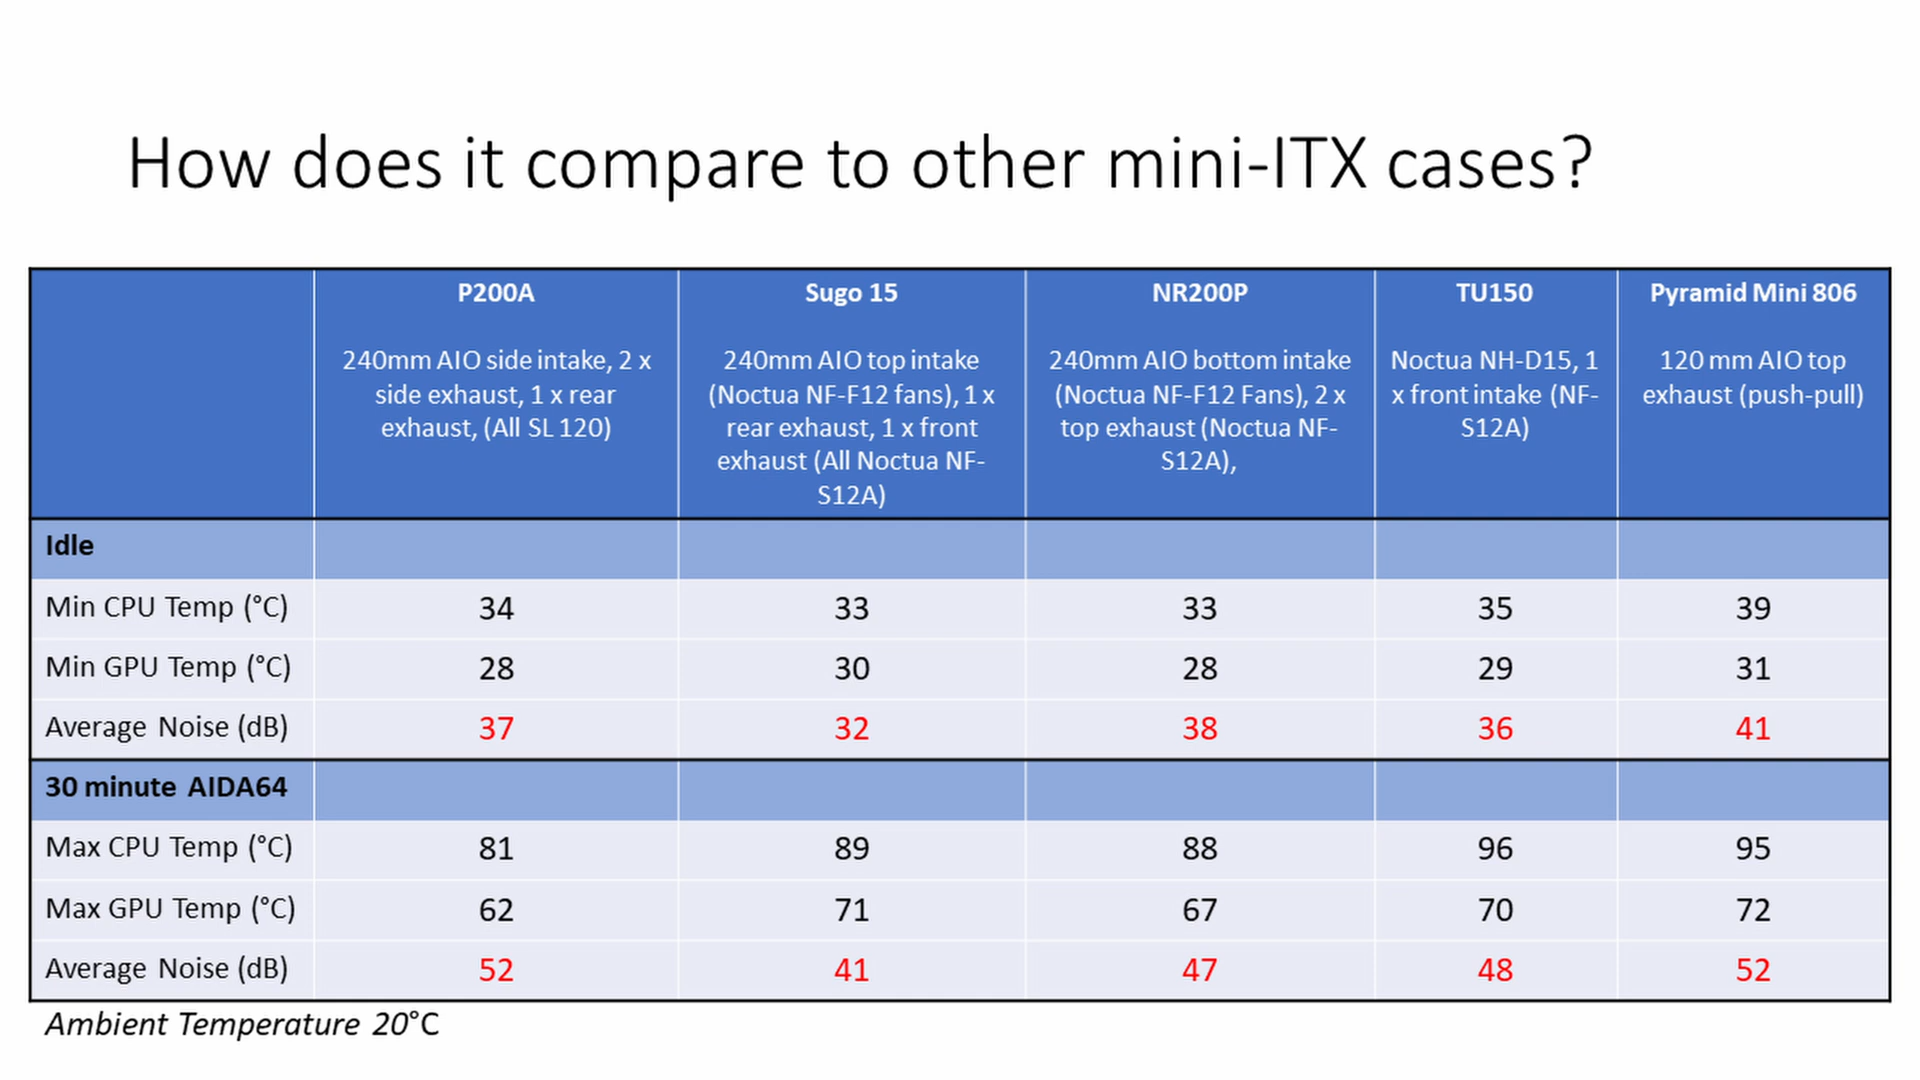 How does it compare to other mini-ITX cases?
P200A
240mm AIO side intake, 2 x
side exhaust, 1 x rear
exhaust, (All SL 120)
Sugo 15
240mm AIO top intake
(Noctua NF-F12 fans), 1 x
rear exhaust, 1 x front
exhaust (All Noctua NF-
S12A)
NR200P
240mm AIO bottom intake
(Noctua NF-F12 Fans), 2 x
top exhaust (Noctua NF-
S12A),
TU150
Noctua NH-D15, 1
x front intake (NF-
S12A)
Pyramid Mini 806
120 mm AIO top
exhaust (push-pull)
Idle
Min CPU Temp (°C) 34 33 33 35 39
Min GPU Temp (°C) 28 30 28 29 31
Average Noise (dB) 37 32 38 36 41
30 minute AIDA64
Max CPU Temp (°C) 81 89 88 96 95
Max GPU Temp (°C) 62 71 67 70 72
Average Noise (dB) 52 41 47 48 52
Ambient Temperature 20°C